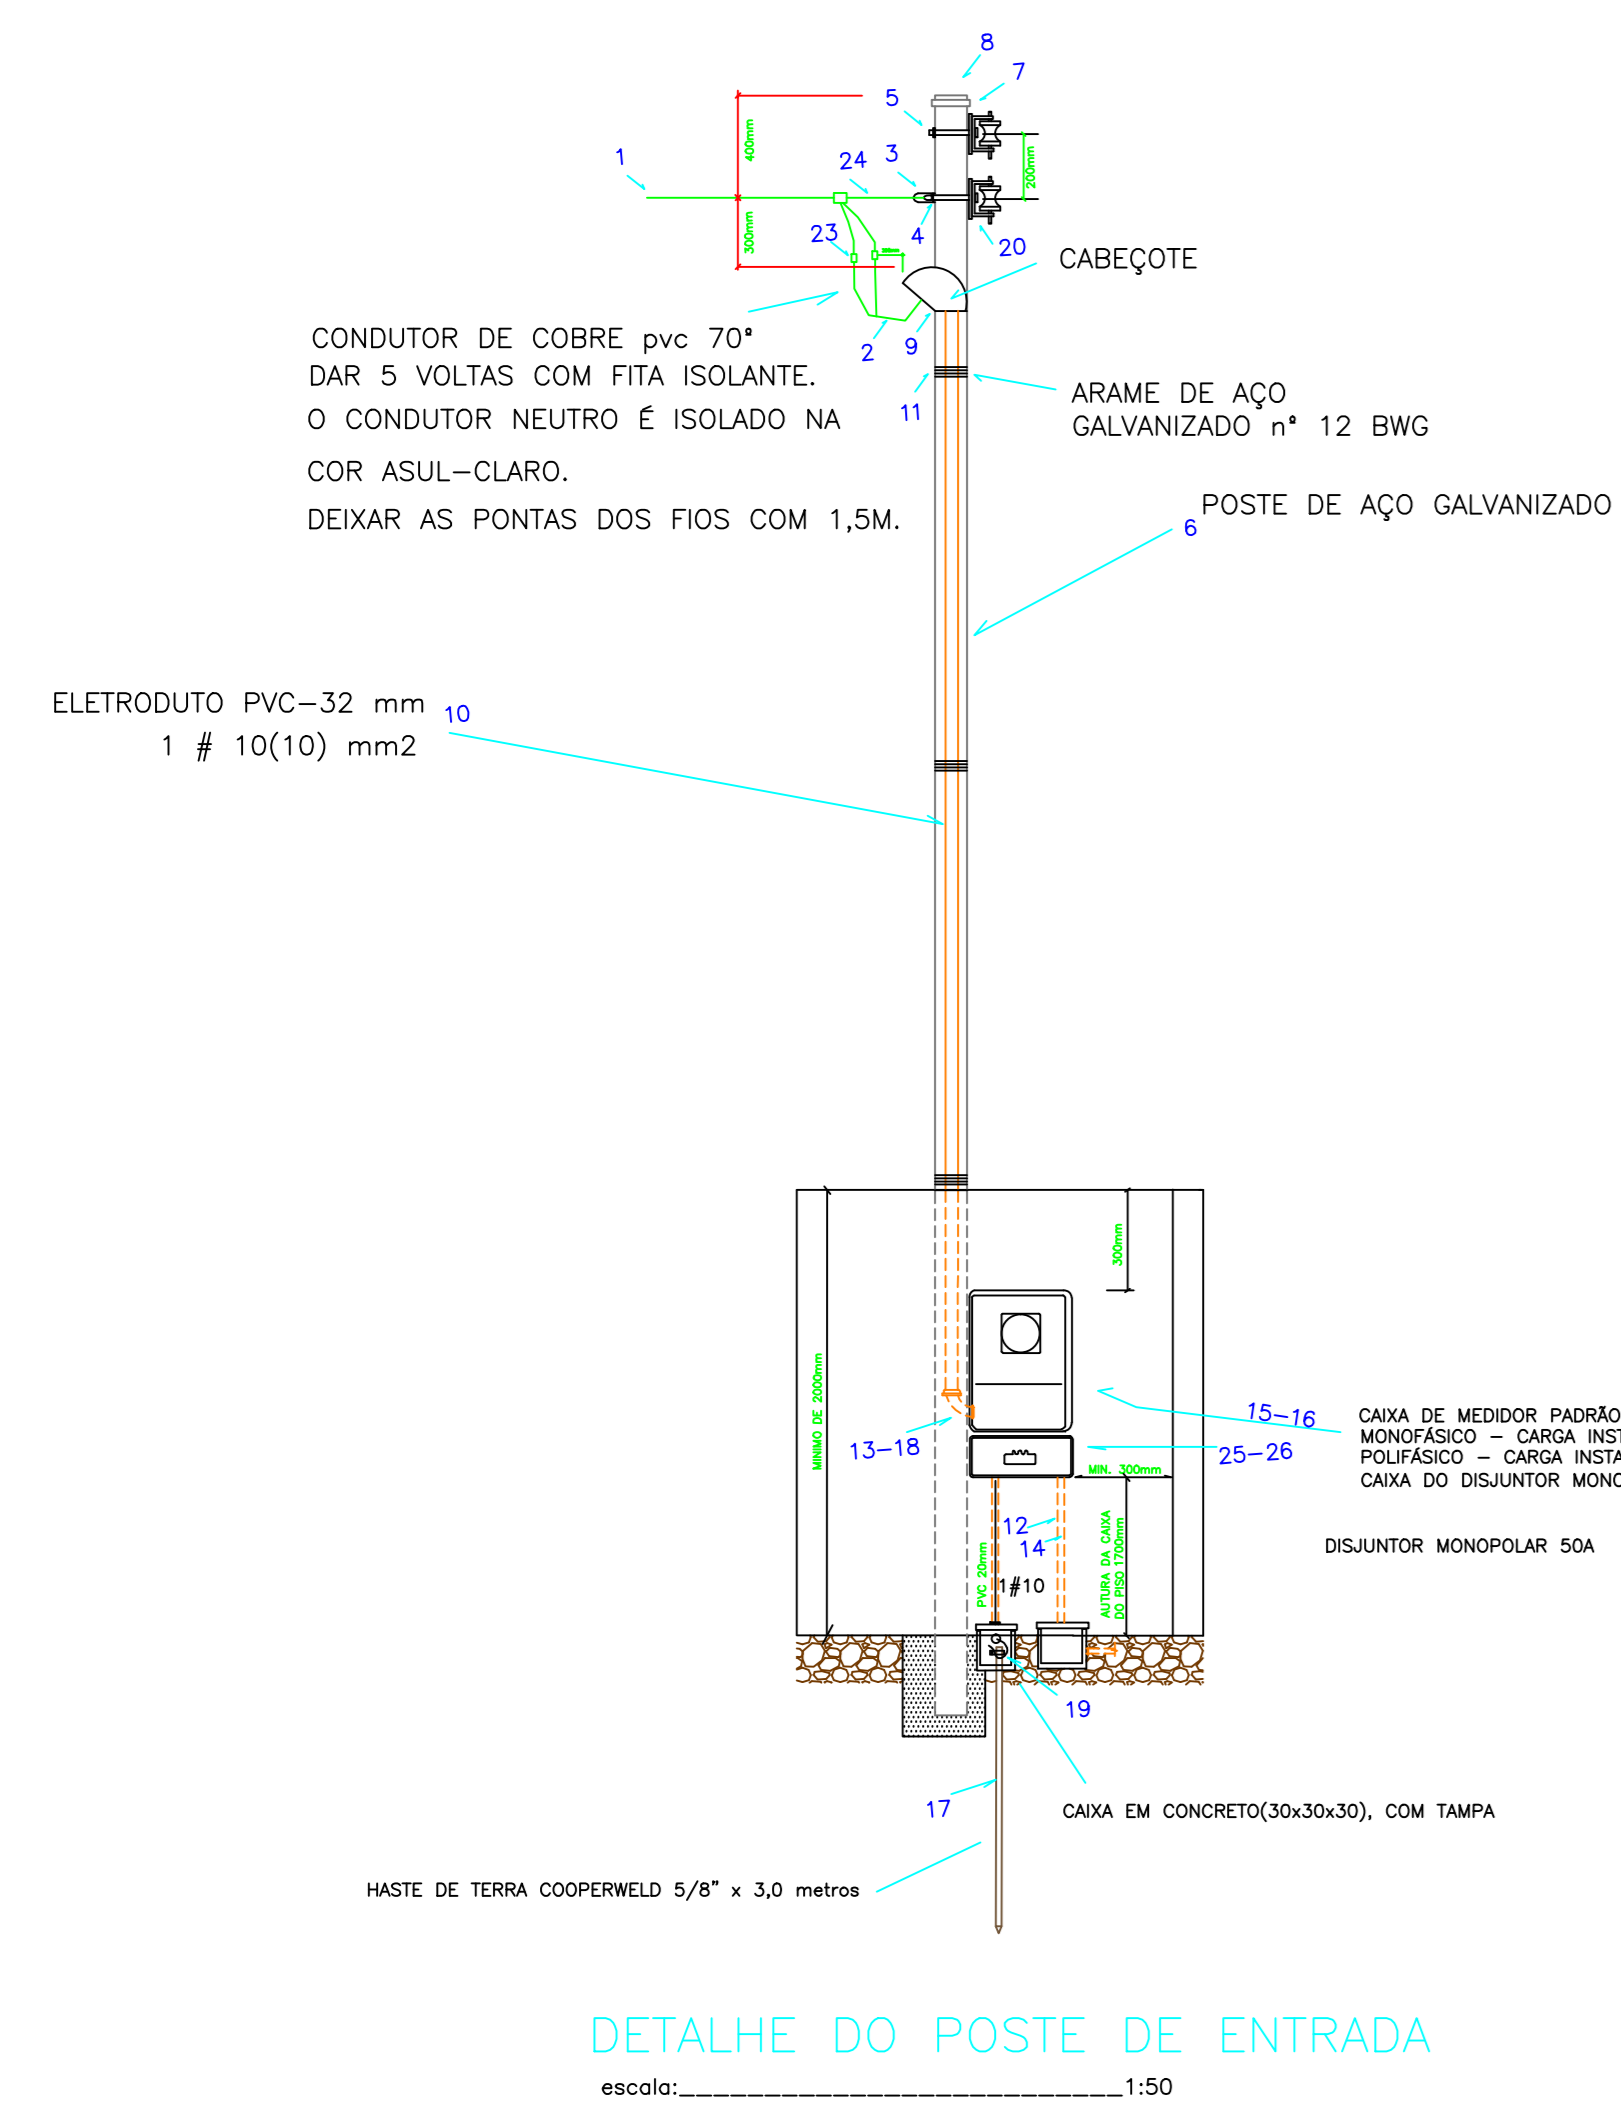 8
7
5
400mm
1
24
3
200mm
300mm
23
4
20
CABEÇOTE
CONDUTOR DE COBRE pvc 70º
DAR 5 VOLTAS COM FITA ISOLANTE.
O CONDUTOR NEUTRO É ISOLADO NA
COR ASUL-CLARO.
DEIXAR AS PONTAS DOS FIOS COM 1,5M.
2
9
11
ARAME DE AÇO
GALVANIZADO nº 12 BWG
POSTE DE AÇO GALVANIZADO
6
ELETRODUTO PVC-32 mm
1 # 10(10) mm2
10
300mm
MINIMO DE 2000mm
13-18
15-16
25-26
CAIXA DE MEDIDOR PADRÃO
MONOFÁSICO - CARGA INST
POLIFÁSICO - CARGA INSTA
CAIXA DO DISJUNTOR MONO
MIN. 300mm
DISJUNTOR MONOPOLAR 50A
12
14
PVC 20mm
1#10
AUTURA DA CAIXA
DO PISO 1700mm
19
17
CAIXA EM CONCRETO(30x30x30), COM TAMPA
HASTE DE TERRA COOPERWELD 5/8" x 3,0 metros
DETALHE DO POSTE DE ENTRADA
escala:__________________________1:50